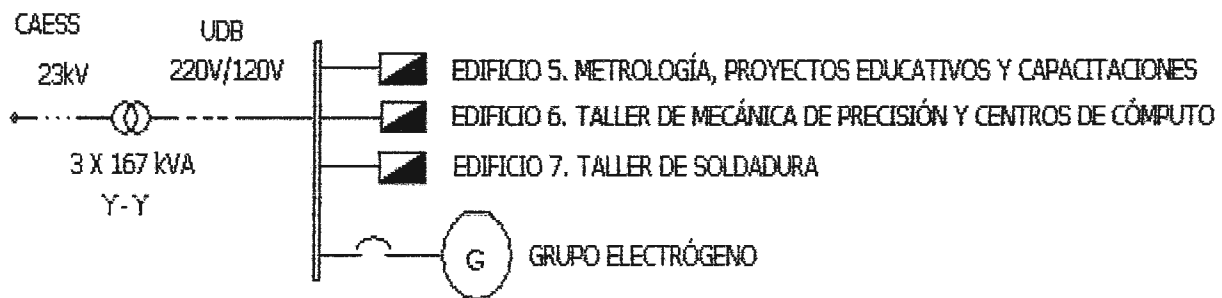 CAESS
UDB
23kV
220V/120V
3 X 167 kVA
Y - Y
EDIFICIO 5. METROLOGÍA, PROYECTOS EDUCATIVOS Y CAPACITACIONES
EDIFICIO 6. TALLER DE MECÁNICA DE PRECISIÓN Y CENTROS DE CÓMPUTO
EDIFICIO 7. TALLER DE SOLDADURA
G
GRUPO ELECTRÓGENO